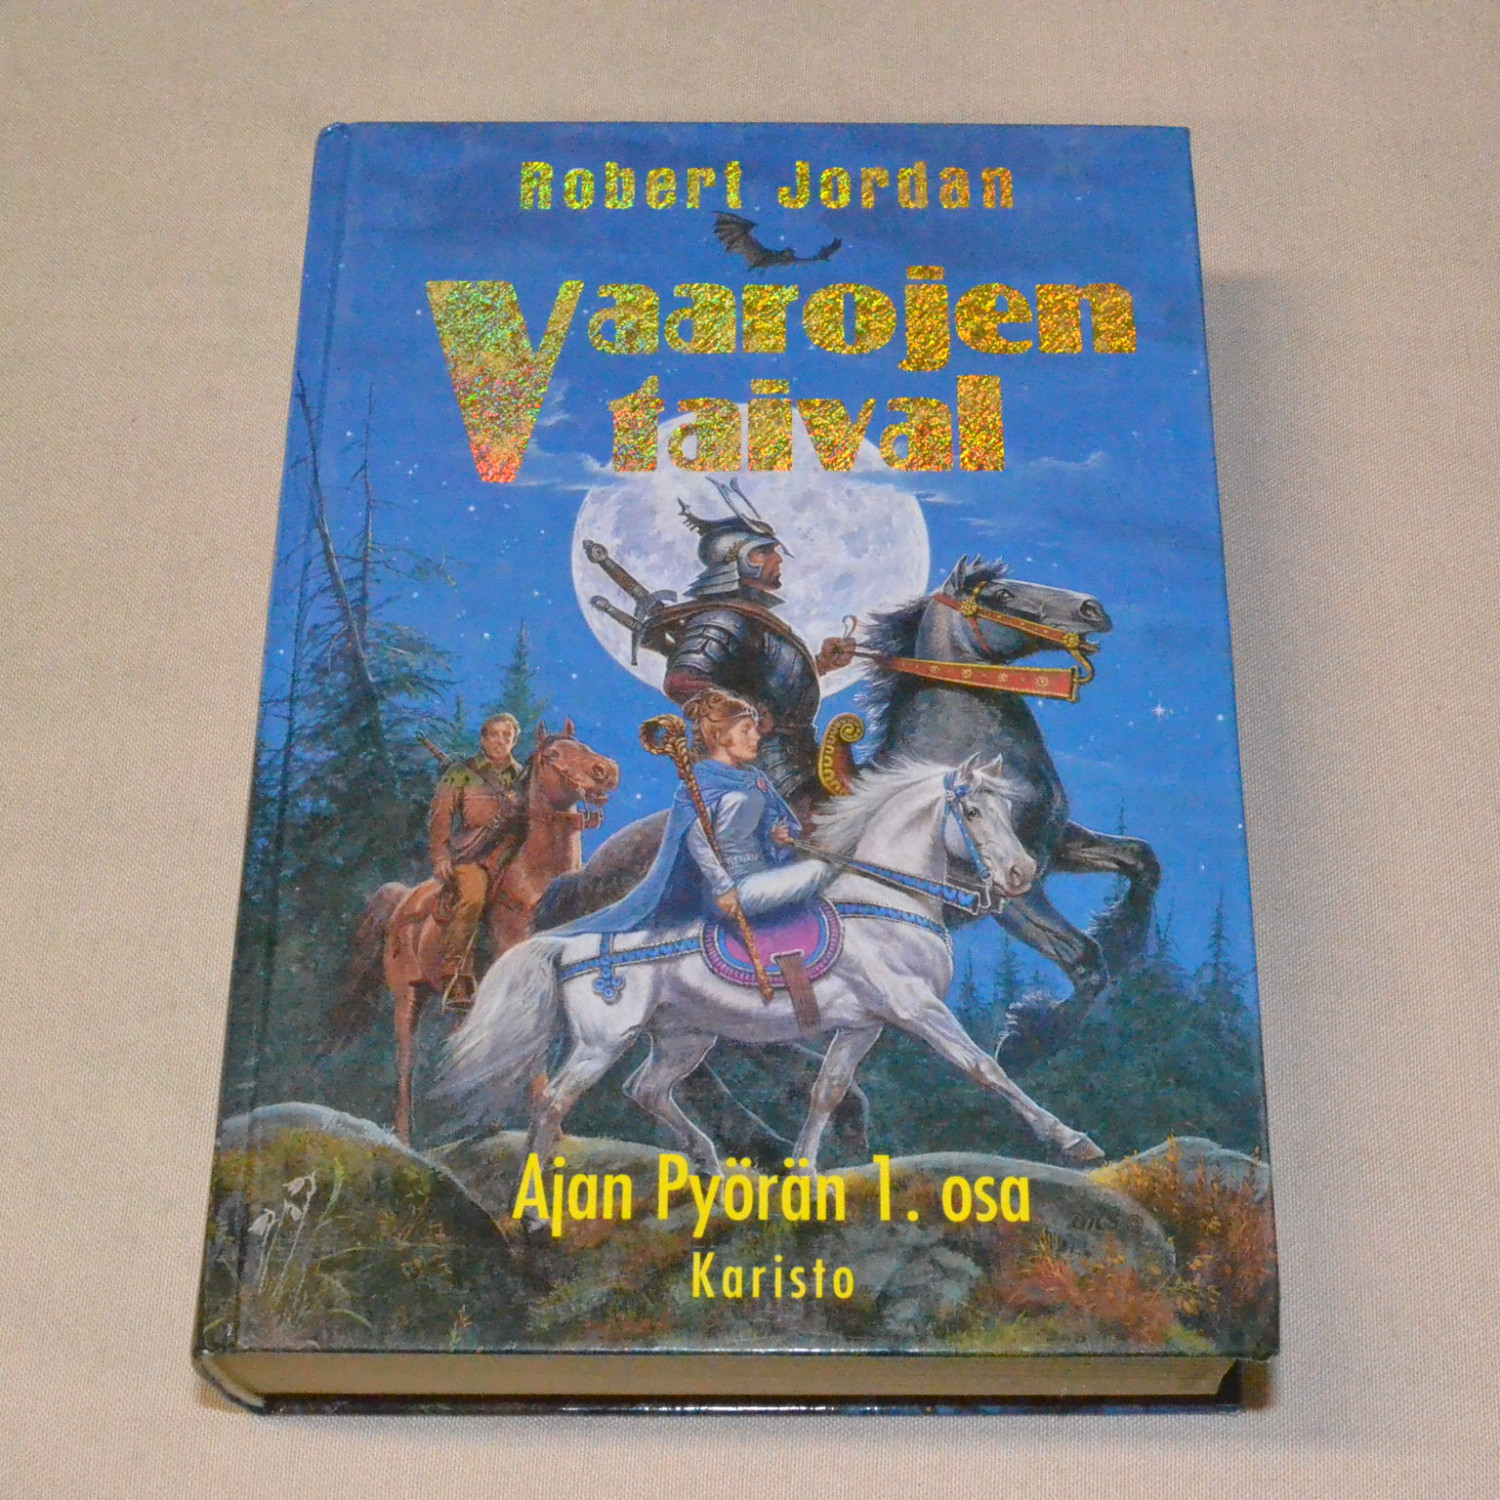 Robert Jordan
Vaarojen
taival
Ajan Pyörän 1. osa
Karisto